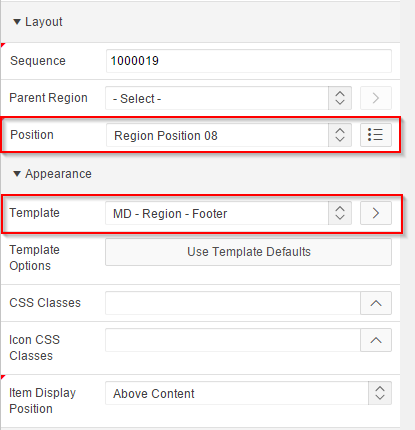 Layout
Sequence 1000019
Parent Region - Select -
Position Region Position 08
Appearance
Template MD - Region - Footer
Template
Options Use Template Defaults
CSS Classes
Icon CSS
Classes
Item Display
Position Above Content